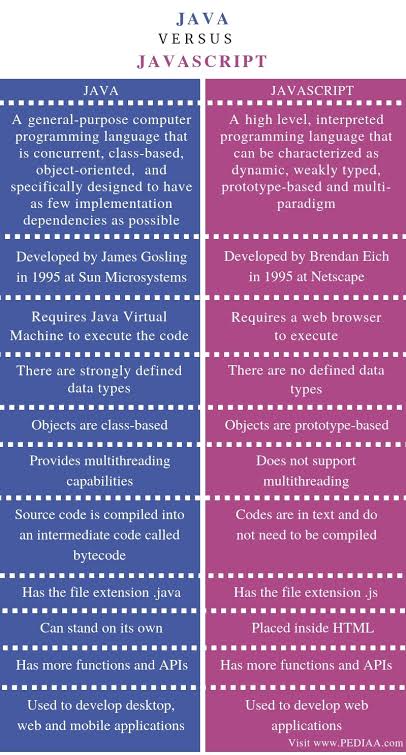 JAVA
VERSUS
JAVASCRIPT
JAVA
A general-purpose computer
programming language that
is concurrent, class-based,
object-oriented, and
specifically designed to have
as few implementation
dependencies as possible
JAVASCRIPT
A high level, interpreted
programming language that
can be characterized as
dynamic, weakly typed,
prototype-based and multi-
paradigm
Developed by James Gosling
in 1995 at Sun Microsystems
Developed by Brendan Eich
in 1995 at Netscape
Requires Java Virtual
Machine to execute the code
Requires a web browser
to execute
There are strongly defined
data types
There are no defined data
types
Objects are class-based
Objects are prototype-based
Provides multithreading
capabilities
Does not support
multithreading
Source code is compiled into
an intermediate code called
bytecode
Codes are in text and do
not need to be compiled
Has the file extension .java
Has the file extension .js
Can stand on its own
Placed inside HTML
Has more functions and APIs
Has more functions and APIs
Used to develop desktop,
web and mobile applications
Used to develop web
applications
Visit www.PEDIAA.com